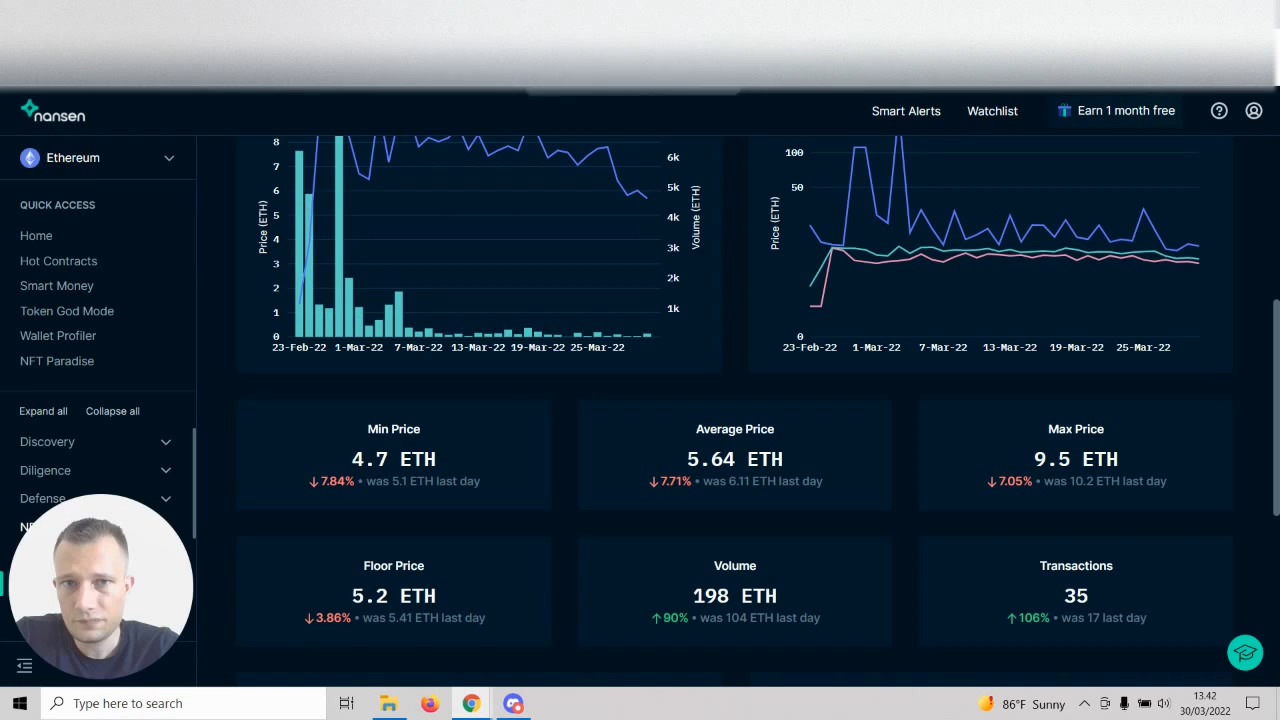 nansen
Smart Alerts
Watchlist
Earn 1 month free
Ethereum
QUICK ACCESS
Home
Hot Contracts
Smart Money
Token God Mode
Wallet Profiler
NFT Paradise
Expand all
Collapse all
Discovery
Diligence
Defense
8
7
6
5
4
3
2
1
0
Price (ETH)
6k
5k
4k
3k
2k
1k
Volume (ETH)
23-Feb-22
1-Mar-22
7-Mar-22
13-Mar-22
19-Mar-22
25-Mar-22
100
50
0
Price (ETH)
23-Feb-22
1-Mar-22
7-Mar-22
13-Mar-22
19-Mar-22
25-Mar-22
Min Price
4.7 ETH
↓7.84% • was 5.1 ETH last day
Average Price
5.64 ETH
↓7.71% • was 6.11 ETH last day
Max Price
9.5 ETH
↓7.05% • was 10.2 ETH last day
Floor Price
5.2 ETH
↓3.86% • was 5.41 ETH last day
Volume
198 ETH
↑90% • was 104 ETH last day
Transactions
35
↑106% • was 17 last day
Type here to search
86°F Sunny
13.42
30/03/2022